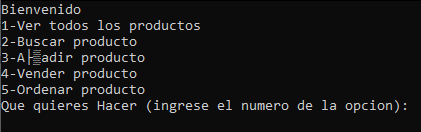 Bienvenido
1-Ver todos los productos
2-Buscar producto
3-A├▒adir producto
4-Vender producto
5-Ordenar producto
Que quieres Hacer (ingrese el numero de la opcion):